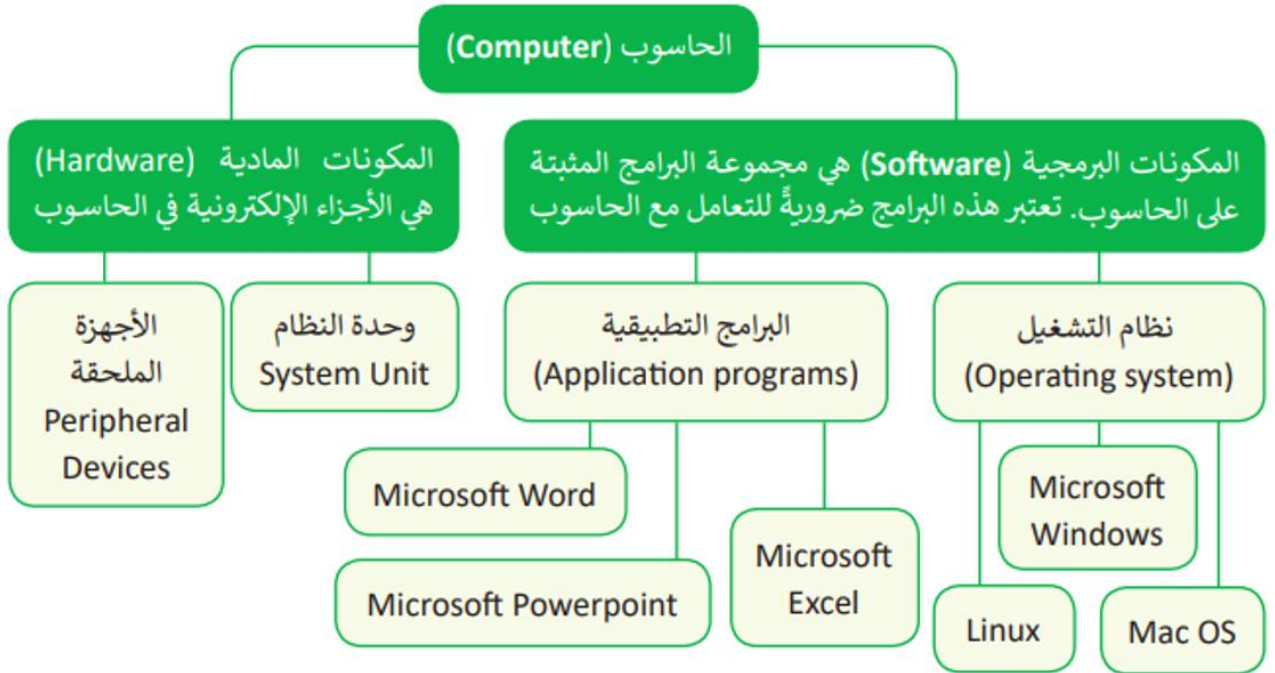 الحاسوب (Computer)
المكونات البرمجية (Software) هي مجموعة البرامج المثبتة
على الحاسوب. تعتبر هذه البرامج ضروريةً للتعامل مع الحاسوب
المكونات المادية (Hardware)
هي الأجزاء الإلكترونية في الحاسوب
نظام التشغيل
(Operating system)
البرامج التطبيقية
(Application programs)
وحدة النظام
System Unit
الأجهزة
الملحقة
Peripheral
Devices
Microsoft
Windows
Mac OS
Linux
Microsoft
Excel
Microsoft Powerpoint
Microsoft Word